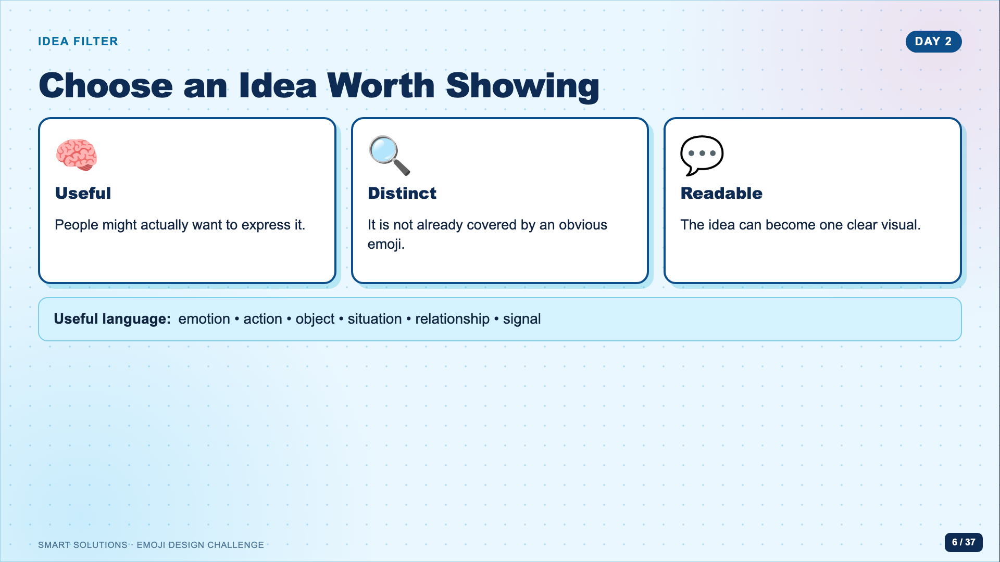 IDEA FILTER
DAY 2
Choose an Idea Worth Showing
Useful
People might actually want to express it.
Distinct
It is not already covered by an obvious
emoji.
Readable
The idea can become one clear visual.
Useful language: emotion • action • object • situation • relationship • signal
SMART SOLUTIONS · EMOJI DESIGN CHALLENGE
6 / 37